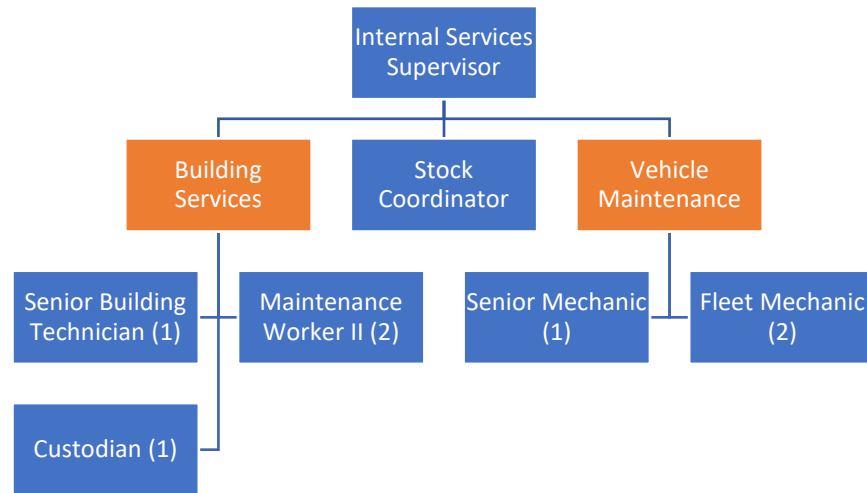 Internal Services
Supervisor
Building
Services
Stock
Coordinator
Vehicle
Maintenance
Senior Building
Technician (1)
Maintenance
Worker II (2)
Senior Mechanic
(1)
Fleet Mechanic
(2)
Custodian (1)